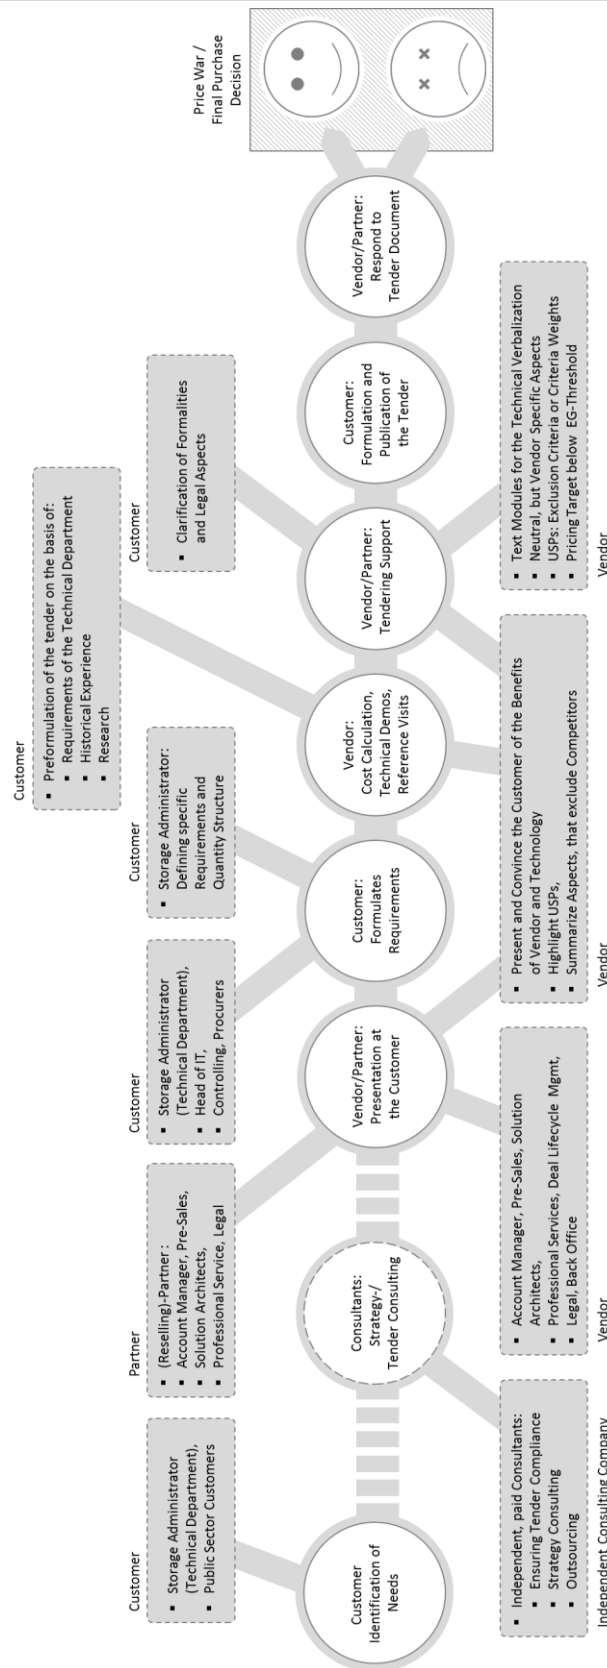 Customer
▪ Storage Administrator
(Technical Department),
▪ Public Sector Customers
Customer
Identification of
Needs
▪ Independent, paid Consultants:
▪ Ensuring Tender Compliance
▪ Strategy Consulting
▪ Outsourcing
Independent Consulting Company
Consultants:
Strategy-/
Tender Consulting
Partner
▪ (Reselling)-Partner :
▪ Account Manager, Pre-Sales,
▪ Solution Architects,
▪ Professional Service, Legal
Vendor/Partner:
Presentation at
the Customer
▪ Account Manager, Pre-Sales, Solution
Architects,
▪ Professional Services, Deal Lifecycle Mgmt,
▪ Legal, Back Office
Vendor
Customer
▪ Storage Administrator
(Technical Department),
▪ Head of IT,
▪ Controlling, Procurers
Customer:
Formulates
Requirements
Customer
▪ Storage Administrator:
Defining specific
Requirements and
Quantity Structure
▪ Present and Convince the Customer of the Benefits
of Vendor and Technology
▪ Highlight USPs,
▪ Summarize Aspects, that exclude Competitors
Vendor
Vendor:
Cost Calculation,
Technical Demos,
Reference Visits
Customer
▪ Preformulation of the tender on the basis of:
▪ Requirements of the Technical Department
▪ Historical Experience
▪ Research
Vendor/Partner:
Tendering Support
Customer
▪ Clarification of Formalities
and Legal Aspects
▪ Text Modules for the Technical Verbalization
▪ Neutral, but Vendor Specific Aspects
▪ USPs: Exclusion Criteria or Criteria Weights
▪ Pricing Target below EG-Threshold
Vendor
Customer:
Formulation and
Publication of
the Tender
Vendor/Partner:
Respond to
Tender Document
Price War /
Final Purchase
Decision